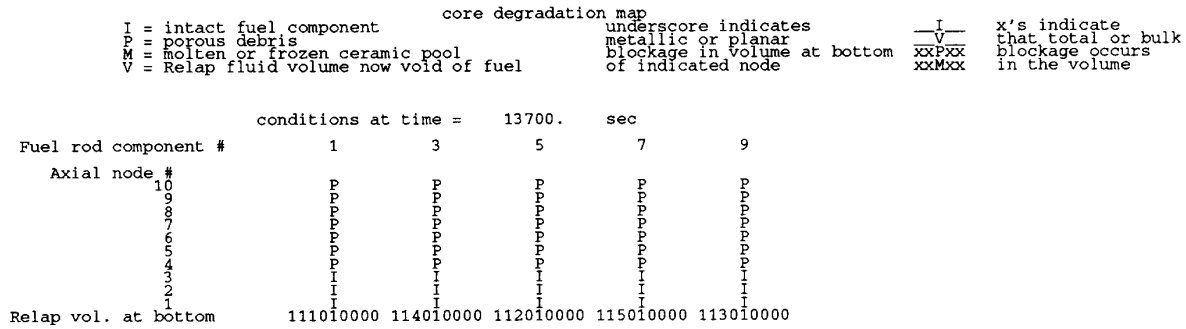 core degradation map
I = intact fuel component underscore indicates __I__ x's indicate
P = porous debris metallic or planar __V__ that total or bulk
M = molten or frozen ceramic pool blockage in volume at bottom xxPxx blockage occurs
V = Relap fluid volume now void of fuel of indicated node xxMxx in the volume
conditions at time = 13700. sec
Fuel rod component # 1 3 5 7 9
Axial node #
10 P P P P P
9 P P P P P
8 P P P P P
7 P P P P P
6 P P P P P
5 P P P P P
4 P P P P P
3 I I I I I
2 I I I I I
1 I I I I I
Relap vol. at bottom 111010000 114010000 112010000 115010000 113010000